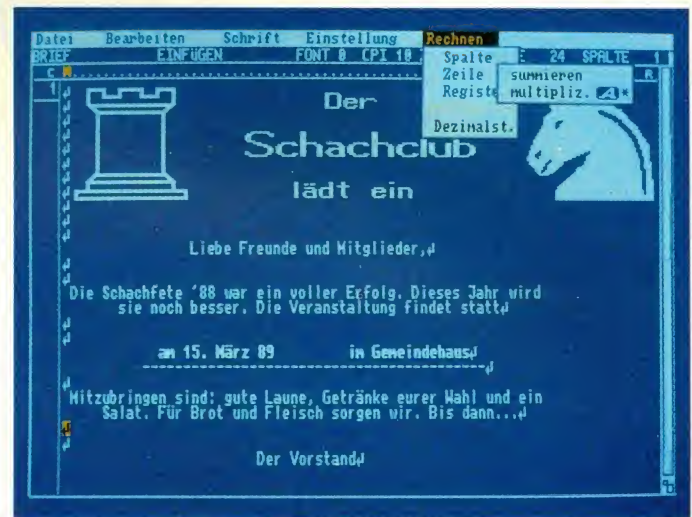 Datei Bearbeiten Schrift Einstellung Rechnen
BRIEF EINFÜGEN FONT 0 CPI 10 24 SPALTE 1
Spalte
Zeile summieren
Registe multipliz. A*
Dezimalst.
C R
1
Der
Schachclub
lädt ein
Liebe Freunde und Mitglieder,
Die Schachfete '88 war ein voller Erfolg. Dieses Jahr wird
sie noch besser. Die Veranstaltung findet statt
am 15. März 89 im Gemeindehaus
Mitzubringen sind: gute Laune, Getränke eurer Wahl und ein
Salat. Für Brot und Fleisch sorgen wir. Bis dann...
Der Vorstand